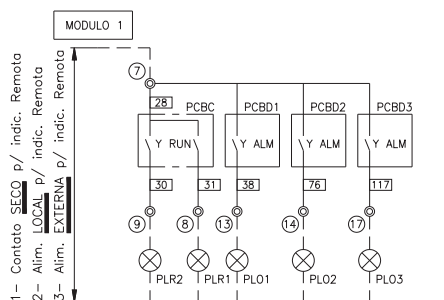 MODULO 1
1- Contato SECO p/ indic. Remota
2- Alim. LOCAL p/ indic. Remota
3- Alim. EXTERNA p/ indic. Remota
7
28
PCBC
PCBD1
PCBD2
PCBD3
Y RUN
Y ALM
Y ALM
Y ALM
30
31
38
76
117
9
8
13
14
17
PLR2
PLR1
PLO1
PLO2
PLO3